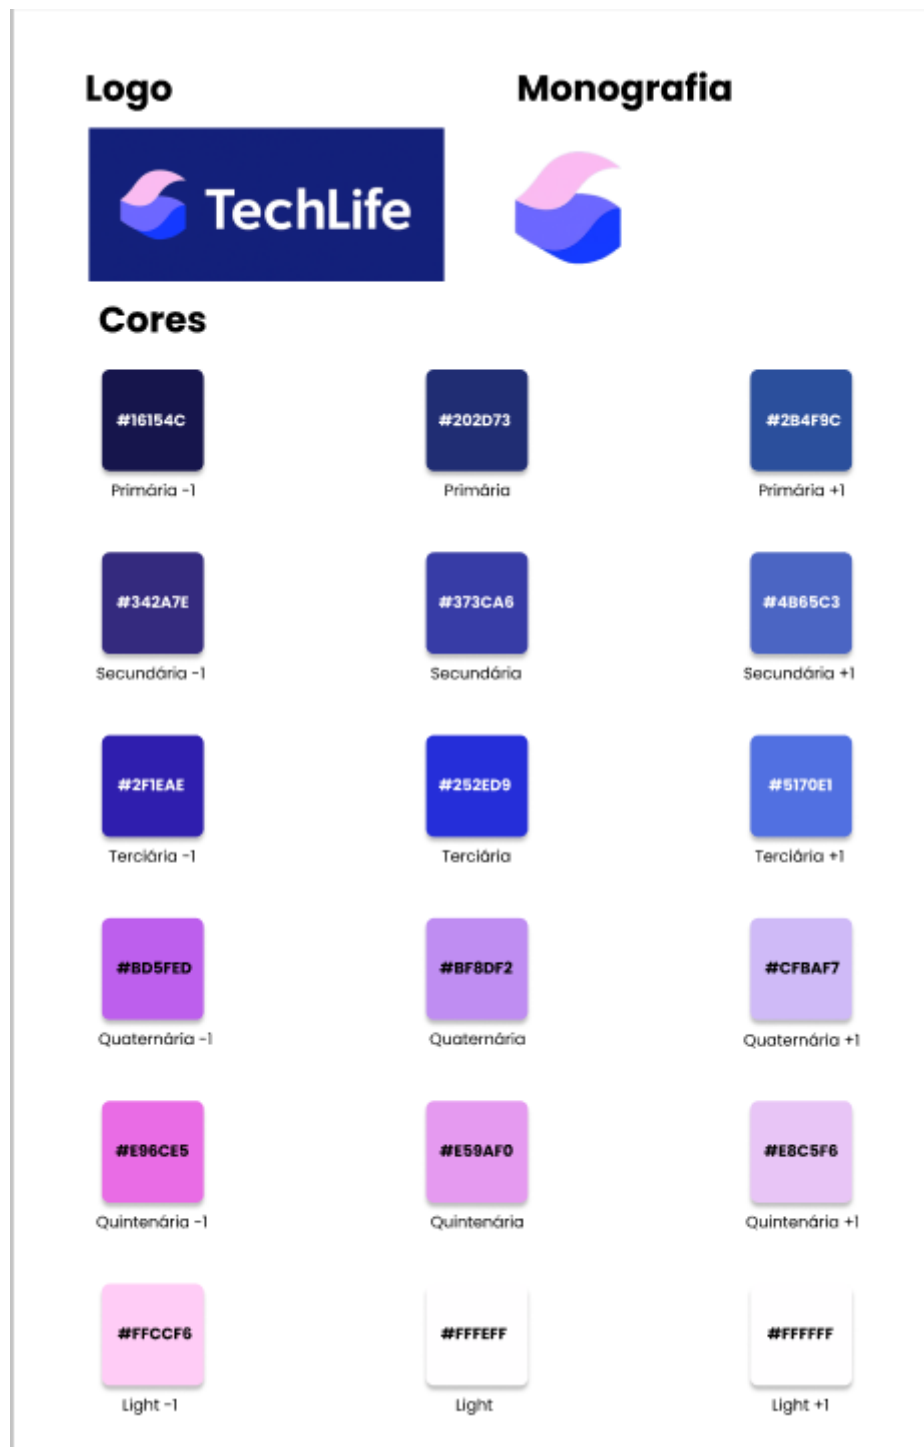 Logo
Monografia
TechLife
Cores
#16154C
#202D73
#2B4F9C
Primária -1
Primária
Primária +1
#342A7E
#373CA6
#4B65C3
Secundária -1
Secundária
Secundária +1
#2F1EAE
#252ED9
#5170E1
Terciária -1
Terciária
Terciária +1
#BD5FED
#BF8DF2
#CFBAF7
Quaternária -1
Quaternária
Quaternária +1
#E96CE5
#E59AF0
#E8C5F6
Quintenária -1
Quintenária
Quintenária +1
#FFCCF6
#FFFEFF
#FFFFFF
Light -1
Light
Light +1